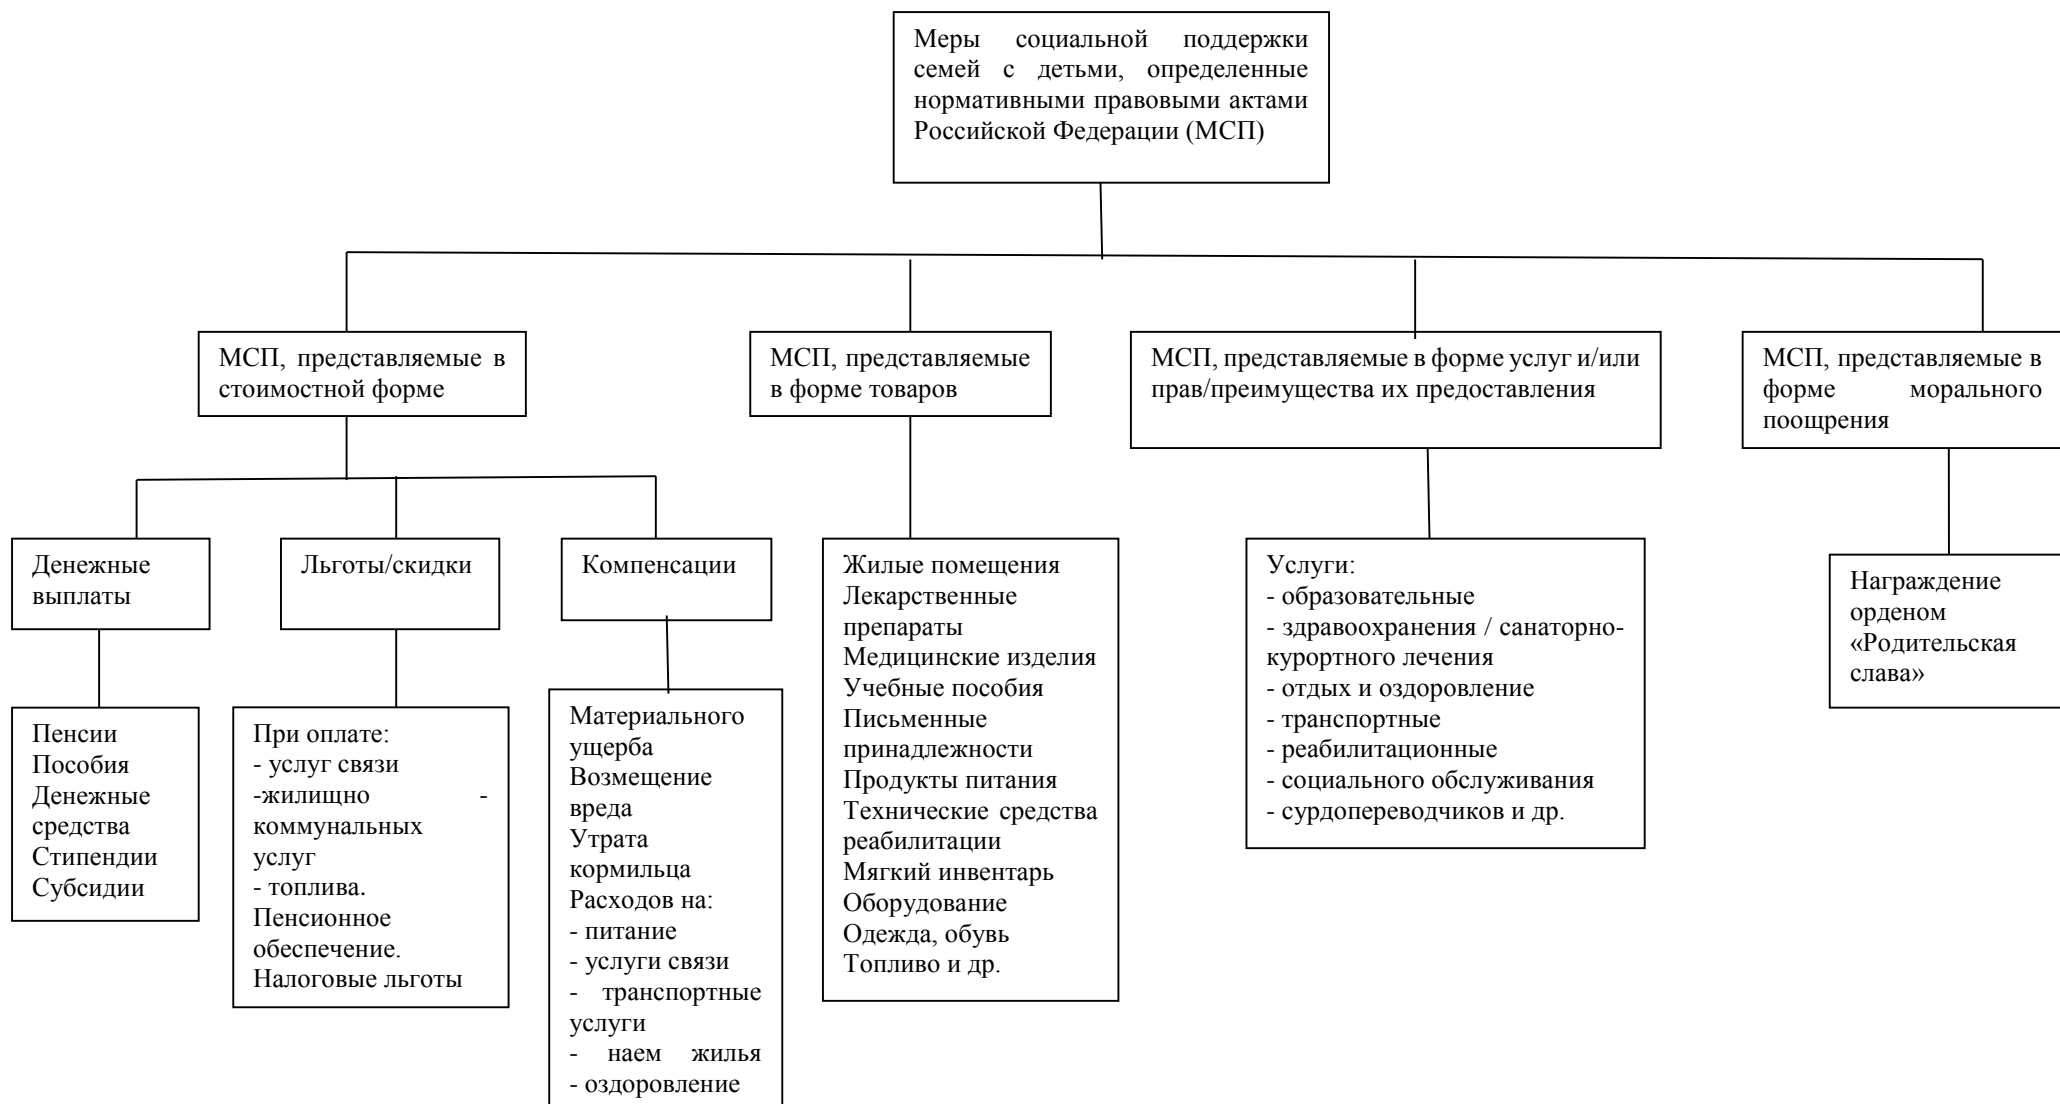 Меры социальной поддержки
семей с детьми, определенные
нормативными правовыми актами
Российской Федерации (МСП)
МСП, представляемые в
стоимостной форме
МСП, представляемые
в форме товаров
МСП, представляемые в форме услуг и/или
прав/преимущества их предоставления
МСП, представляемые в
форме морального
поощрения
Денежные
выплаты
Льготы/скидки
Компенсации
Пенсии
Пособия
Денежные
средства
Стипендии
Субсидии
При оплате:
- услуг связи
-жилищно -
коммунальных
услуг
- топлива.
Пенсионное
обеспечение.
Налоговые льготы
Материального
ущерба
Возмещение
вреда
Утрата
кормильца
Расходов на:
- питание
- услуги связи
- транспортные
услуги
- наем жилья
- оздоровление
Жилые помещения
Лекарственные
препараты
Медицинские изделия
Учебные пособия
Письменные
принадлежности
Продукты питания
Технические средства
реабилитации
Мягкий инвентарь
Оборудование
Одежда, обувь
Топливо и др.
Услуги:
- образовательные
- здравоохранения / санаторно-
курортного лечения
- отдых и оздоровление
- транспортные
- реабилитационные
- социального обслуживания
- сурдопереводчиков и др.
Награждение
орденом
«Родительская
слава»